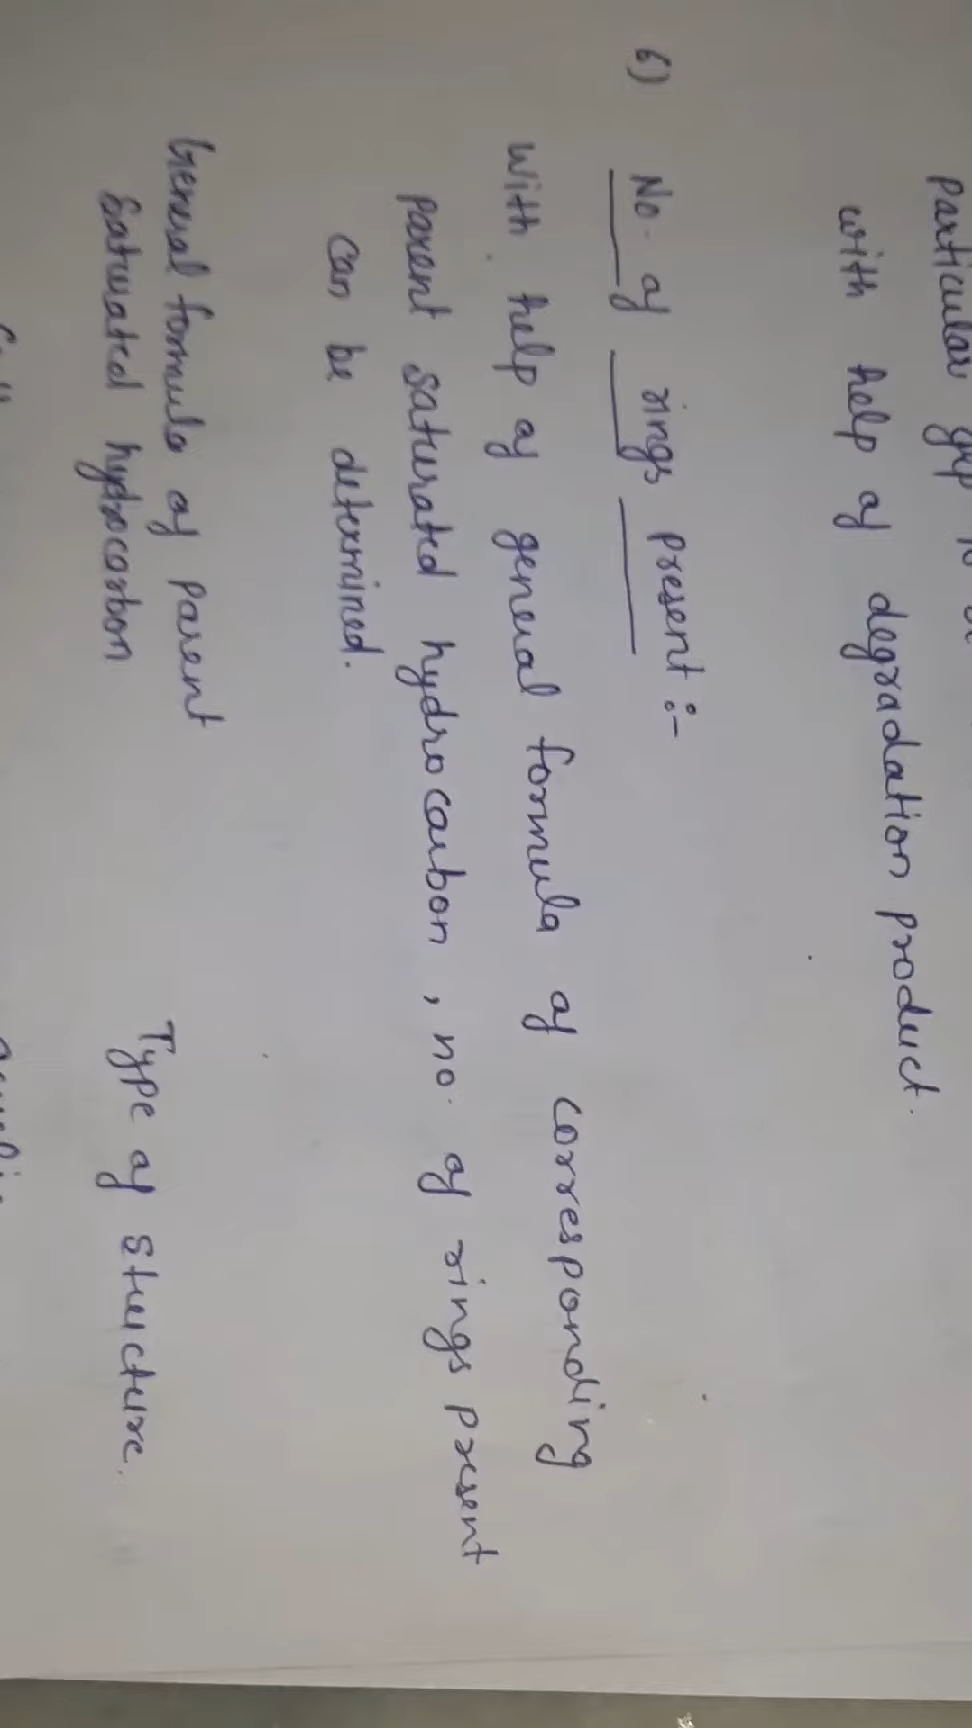 particular grp
with help of degradation product.
6) No. of rings present :-
With help of general formula of corresponding
parent saturated hydrocarbon, no. of rings present
can be determined.
General formula of parent Type of structure.
saturated hydrocarbon